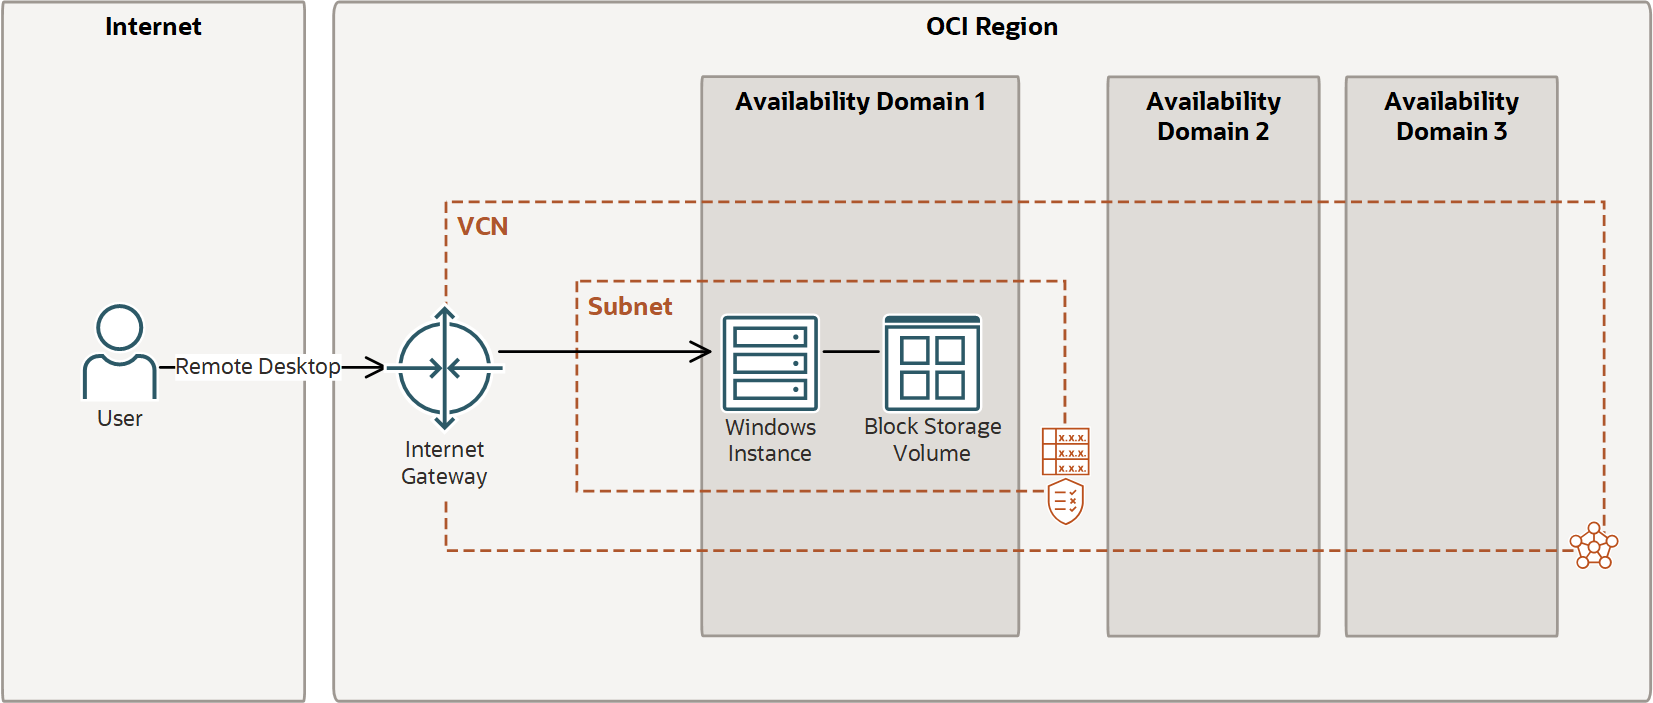 Internet
OCI Region
Availability Domain 1
Availability
Domain 2
Availability
Domain 3
VCN
Subnet
Remote Desktop
User
Internet
Gateway
Windows
Instance
Block Storage
Volume
x.x.x.
x.x.x.
x.x.x.